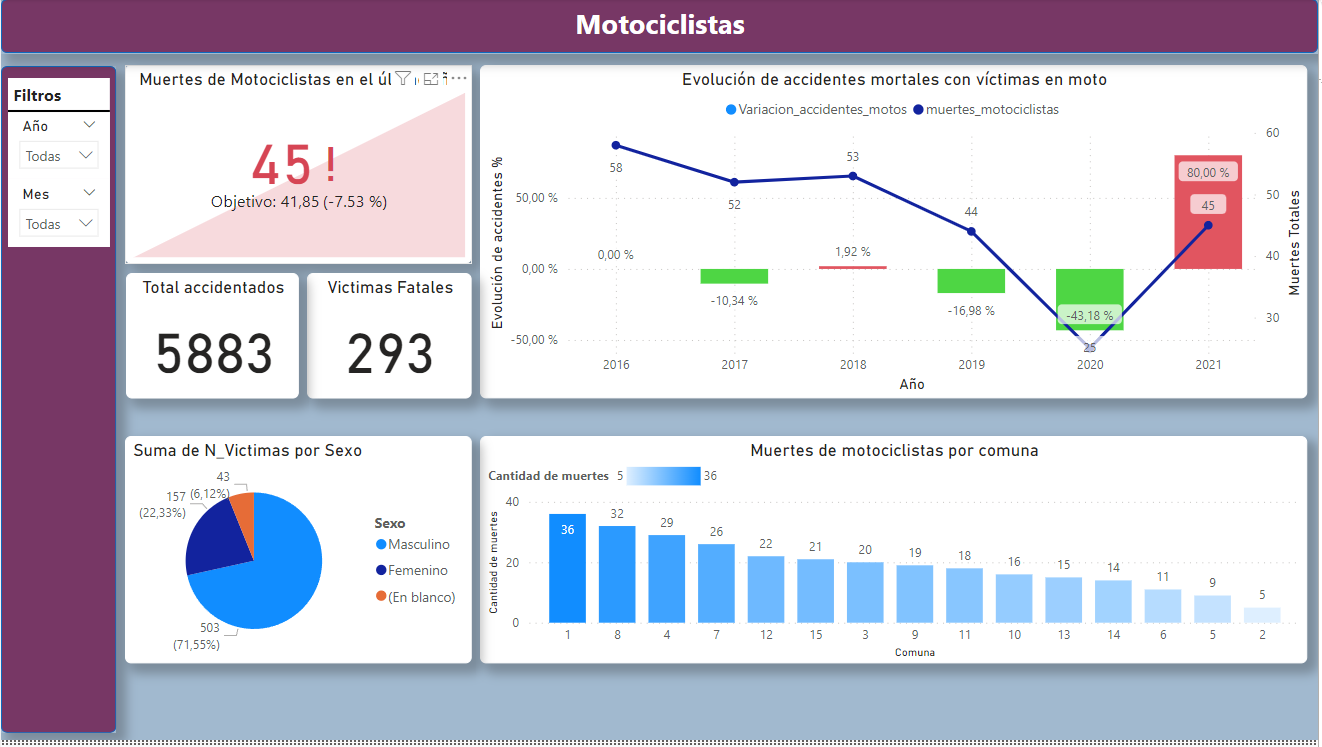 Motociclistas
Filtros
Año
Todas
Mes
Todas
Muertes de Motociclistas en el
45!
Objetivo: 41,85 (-7.53 %)
Total accidentados
5883
Victimas Fatales
293
Evolución de accidentes mortales con víctimas en moto
Variacion_accidentes_motos muertes_motociclistas
Evolución de accidentes %
50,00 %
0,00 %
-50,00 %
58
52
53
44
25
45
0,00 %
-10,34 %
1,92 %
-16,98 %
-43,18 %
80,00 %
60
50
40
30
Muertes Totales
2016 2017 2018 2019 2020 2021
Año
Suma de N_Victimas por Sexo
43
(6,12%)
157
(22,33%)
503
(71,55%)
Sexo
Masculino
Femenino
(En blanco)
Muertes de motociclistas por comuna
Cantidad de muertes 5 36
Cantidad de muertes
40
20
0
36 32 29 26 22 21 20 19 18 16 15 14 11 9 5
1 8 4 7 12 15 3 9 11 10 13 14 6 5 2
Comuna